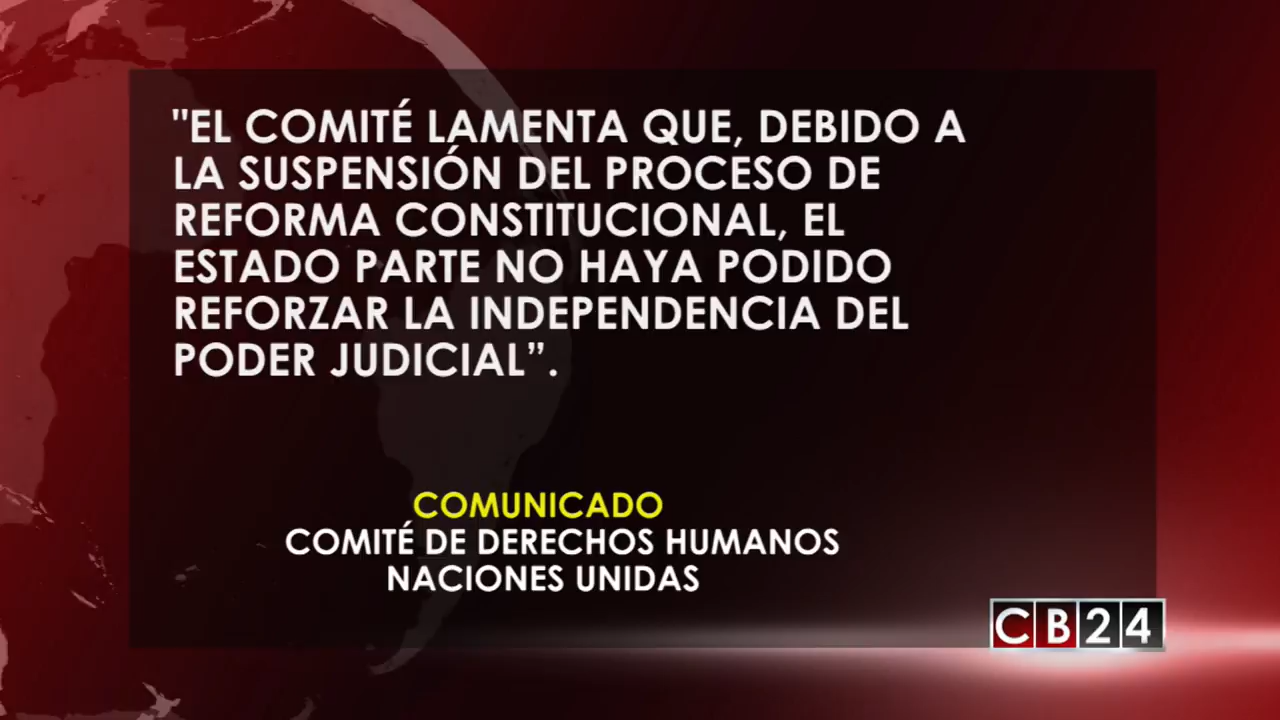 "EL COMITÉ LAMENTA QUE, DEBIDO A
LA SUSPENSIÓN DEL PROCESO DE
REFORMA CONSTITUCIONAL, EL
ESTADO PARTE NO HAYA PODIDO
REFORZAR LA INDEPENDENCIA DEL
PODER JUDICIAL”.
COMUNICADO
COMITÉ DE DERECHOS HUMANOS
NACIONES UNIDAS
CB24